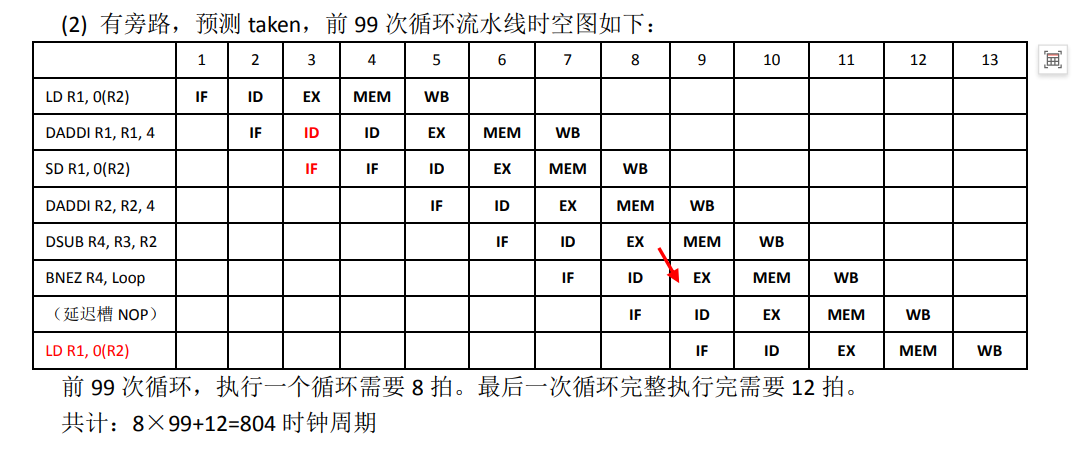 (2) 有旁路，预测 taken，前 99 次循环流水线时空图如下：
1 2 3 4 5 6 7 8 9 10 11 12 13
LD R1, 0(R2) IF ID EX MEM WB
DADDI R1, R1, 4 IF ID ID EX MEM WB
SD R1, 0(R2) IF IF ID EX MEM WB
DADDI R2, R2, 4 IF ID EX MEM WB
DSUB R4, R3, R2 IF ID EX MEM WB
BNEZ R4, Loop IF ID EX MEM WB
（延迟槽 NOP） IF ID EX MEM WB
LD R1, 0(R2) IF ID EX MEM WB
前 99 次循环，执行一个循环需要 8 拍。最后一次循环完整执行完需要 12 拍。
共计：8×99+12=804 时钟周期